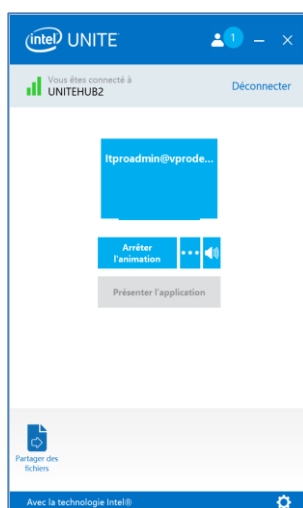 intel UNITE
1
Vous êtes connecté à
UNITEHUB2
Déconnecter
Itproadmin@vprode...
Arrêter
l'animation
Présenter l'application
Partager des
fichiers
Avec la technologie Intel®